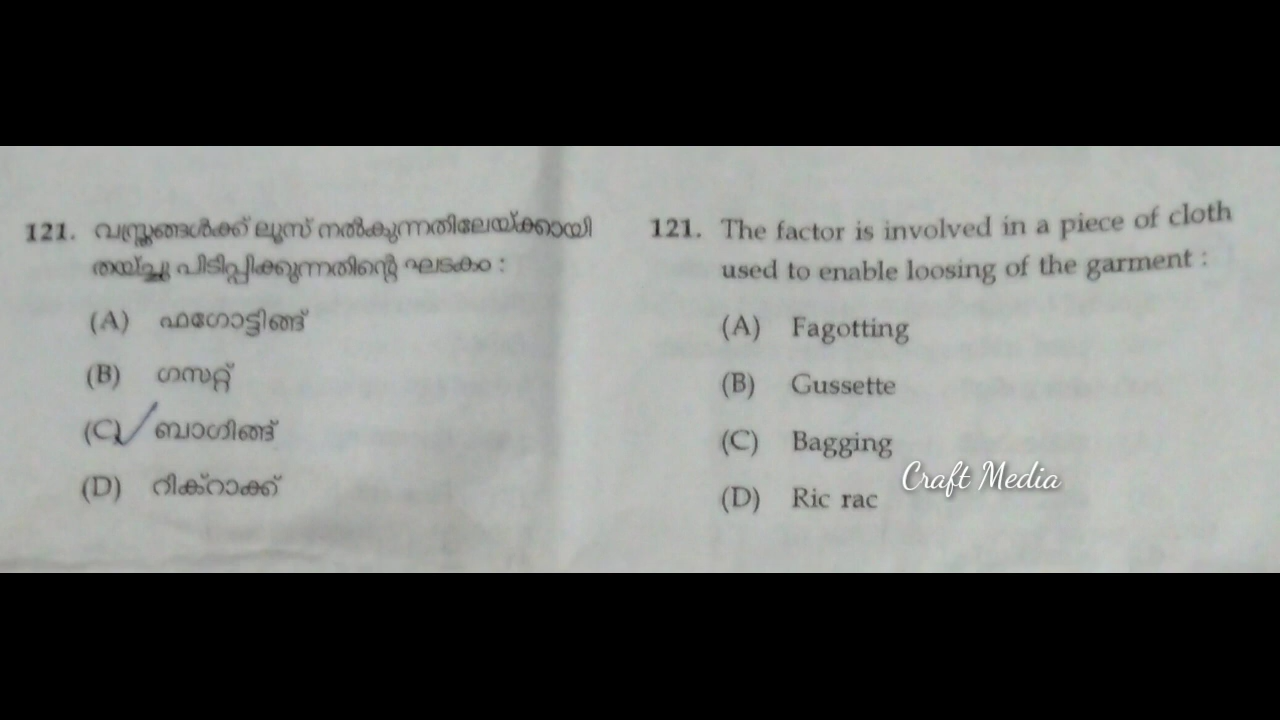 121. വസ്ത്രങ്ങൾക്ക് ലൂസ് നൽകുന്നതിലേയ്ക്കായി
തയ്ച്ചു പിടിപ്പിക്കുന്നതിന്റെ ഘടകം :
(A) ഫഗോട്ടിങ്ങ്
(B) ഗസറ്റ്
(C) ബാഗിങ്ങ്
(D) റിക്റാക്ക്
121. The factor is involved in a piece of cloth
used to enable loosing of the garment :
(A) Fagotting
(B) Gussette
(C) Bagging
(D) Ric rac
Craft Media